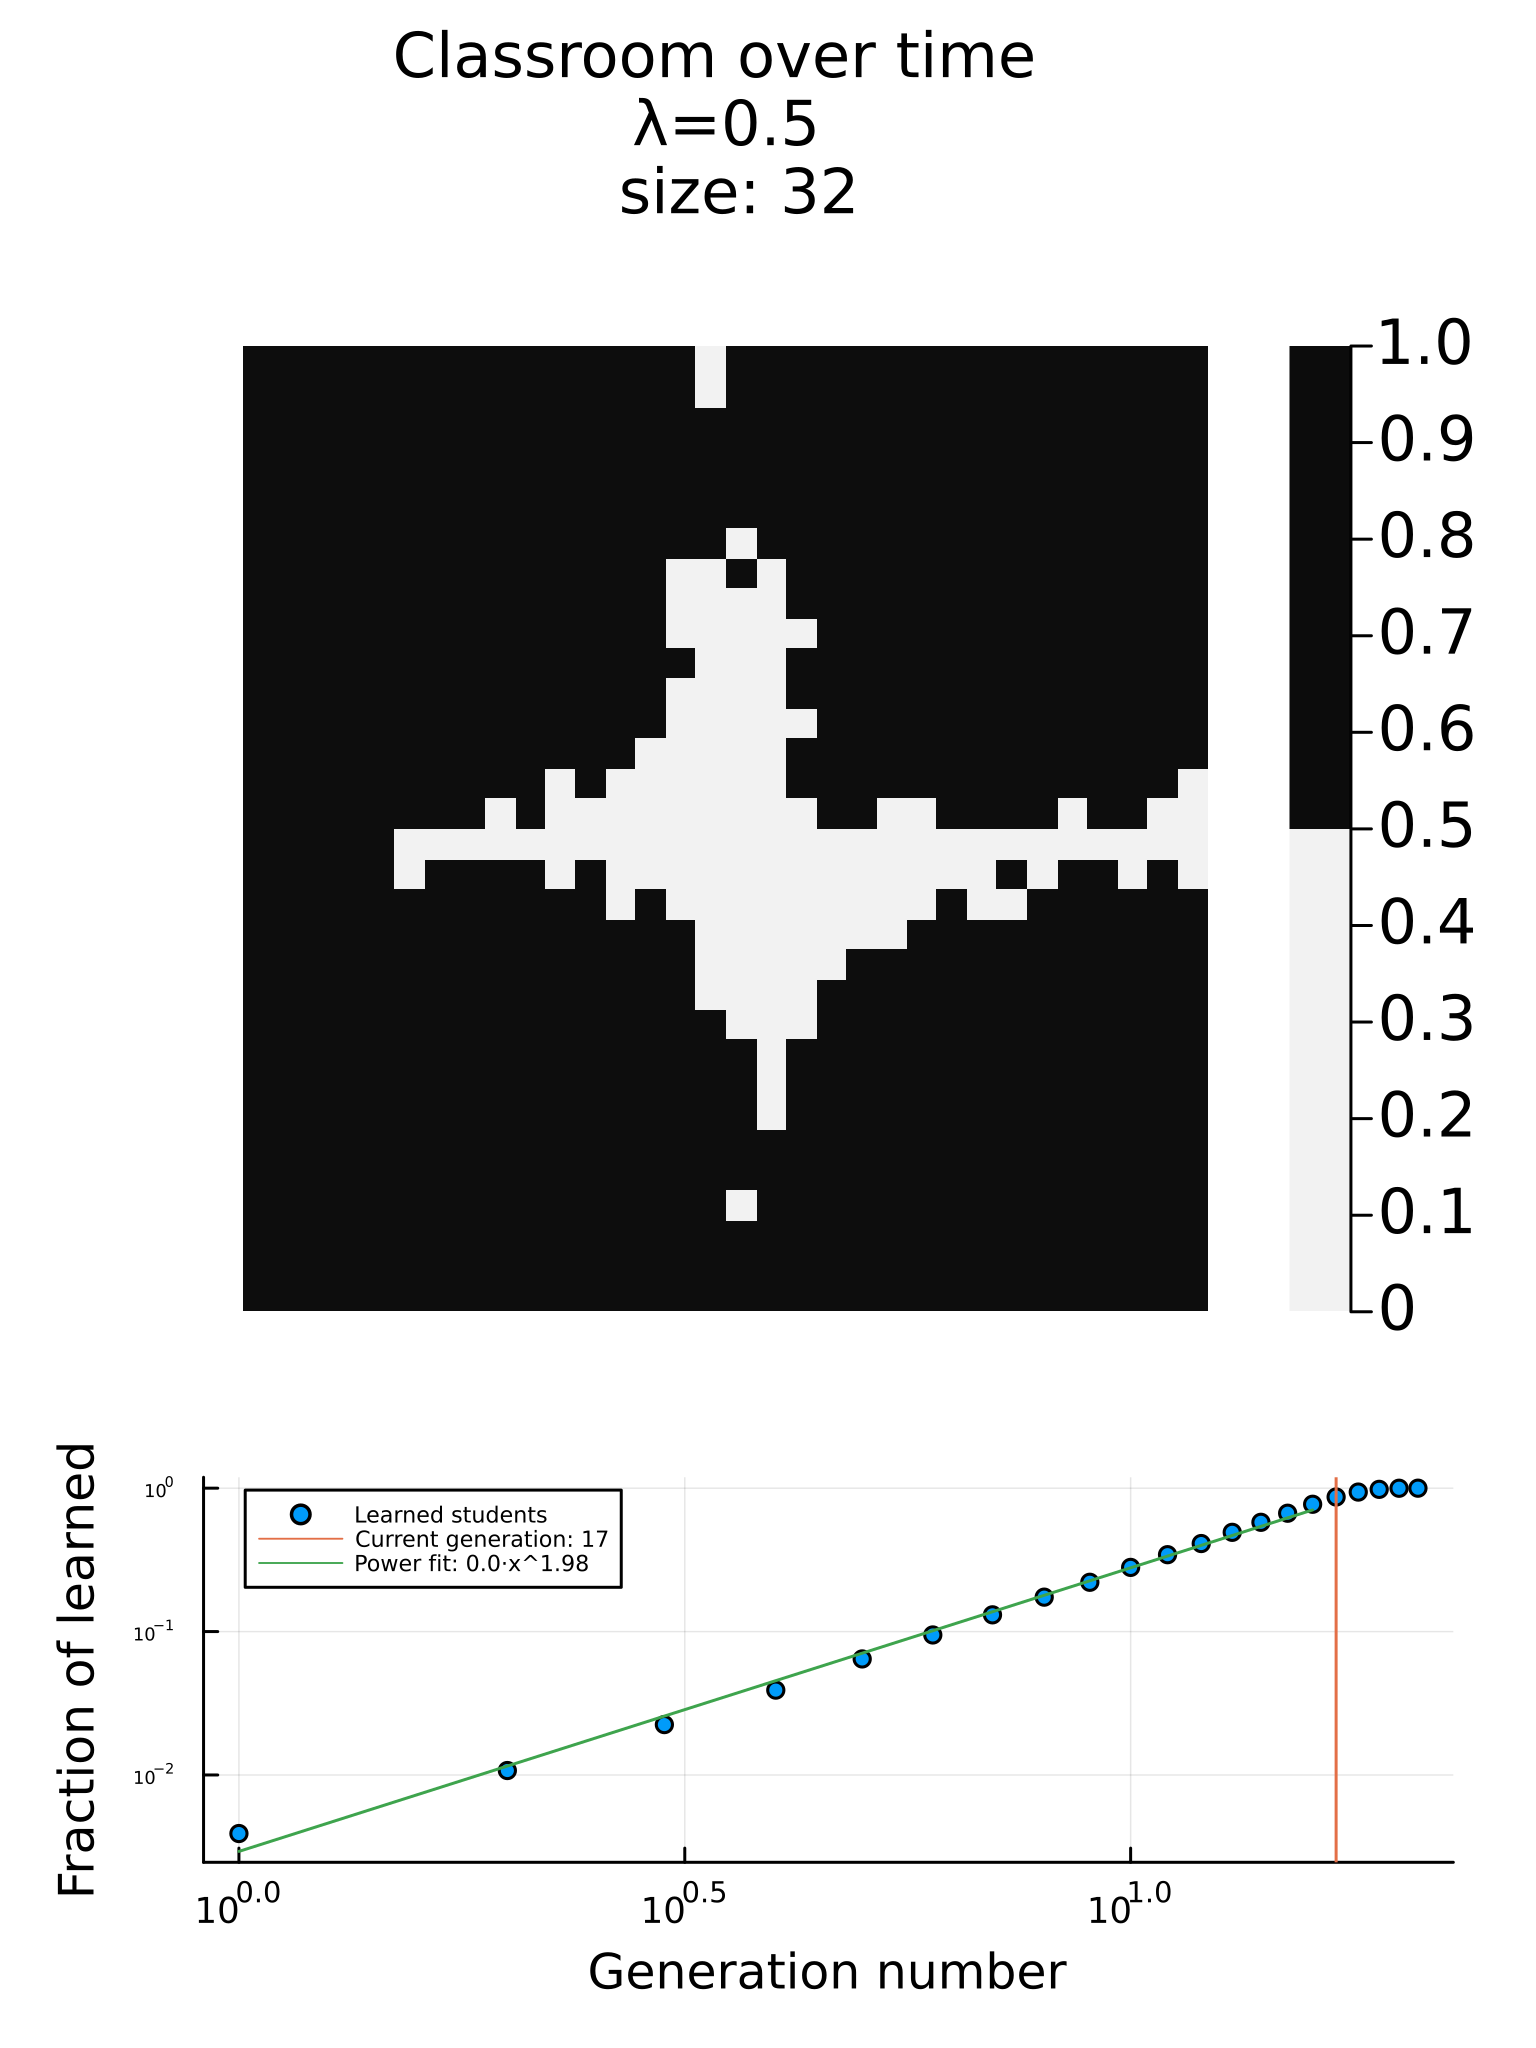 Classroom over time
λ=0.5
size: 32
1.0
0.9
0.8
0.7
0.6
0.5
0.4
0.3
0.2
0.1
0
Fraction of learned
10^0
10^-1
10^-2
Learned students
Current generation: 17
Power fit: 0.0·x^1.98
10^0.0
10^0.5
10^1.0
Generation number